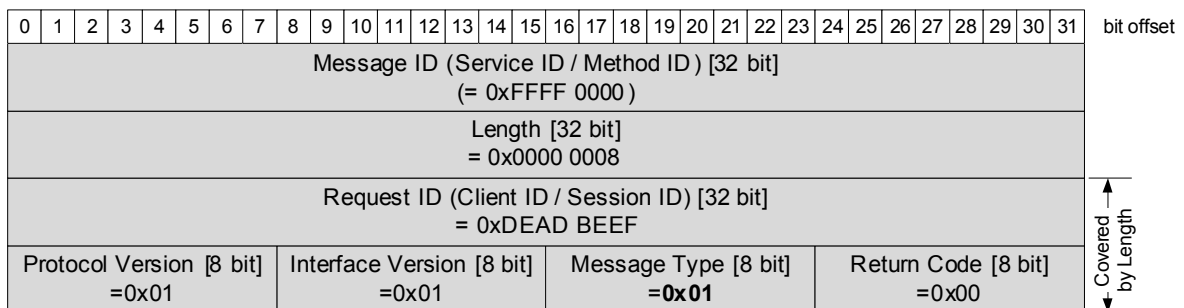 0 1 2 3 4 5 6 7 8 9 10 11 12 13 14 15 16 17 18 19 20 21 22 23 24 25 26 27 28 29 30 31 bit offset
Message ID (Service ID / Method ID) [32 bit]
(= 0xFFFF 0000)
Length [32 bit]
= 0x0000 0008
Request ID (Client ID / Session ID) [32 bit]
= 0xDEAD BEEF
Covered
by Length
Protocol Version [8 bit] Interface Version [8 bit] Message Type [8 bit] Return Code [8 bit]
=0x01 =0x01 =0x01 =0x00